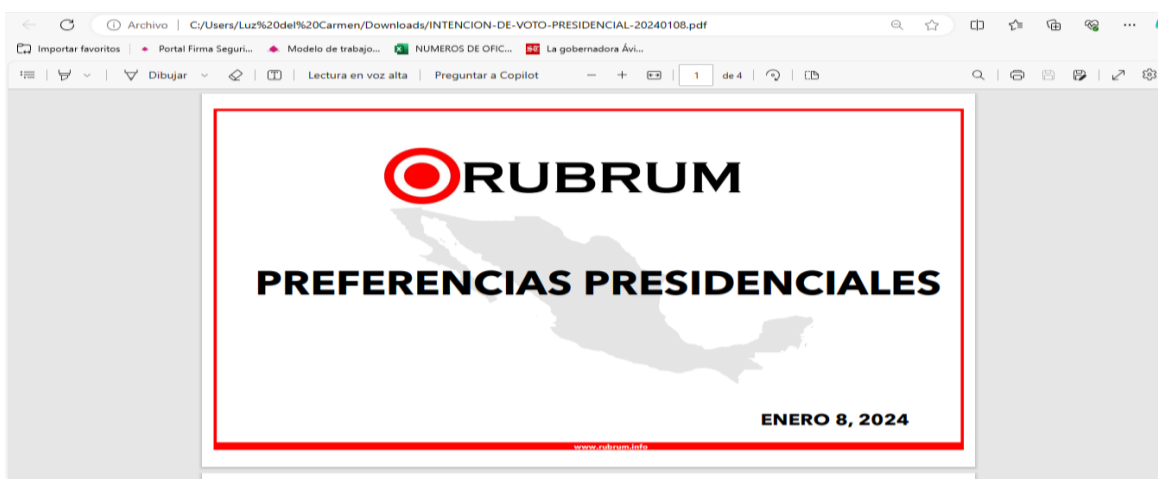 Archivo | C:/Users/Luz%20del%20Carmen/Downloads/INTENCION-DE-VOTO-PRESIDENCIAL-20240108.pdf
Importar favoritos Portal Firma Seguri... Modelo de trabajo... NUMEROS DE OFIC... La gobernadora Ávi...
Dibujar Lectura en voz alta Preguntar a Copilot 1 de 4
RUBRUM
PREFERENCIAS PRESIDENCIALES
ENERO 8, 2024
www.rubrum.info